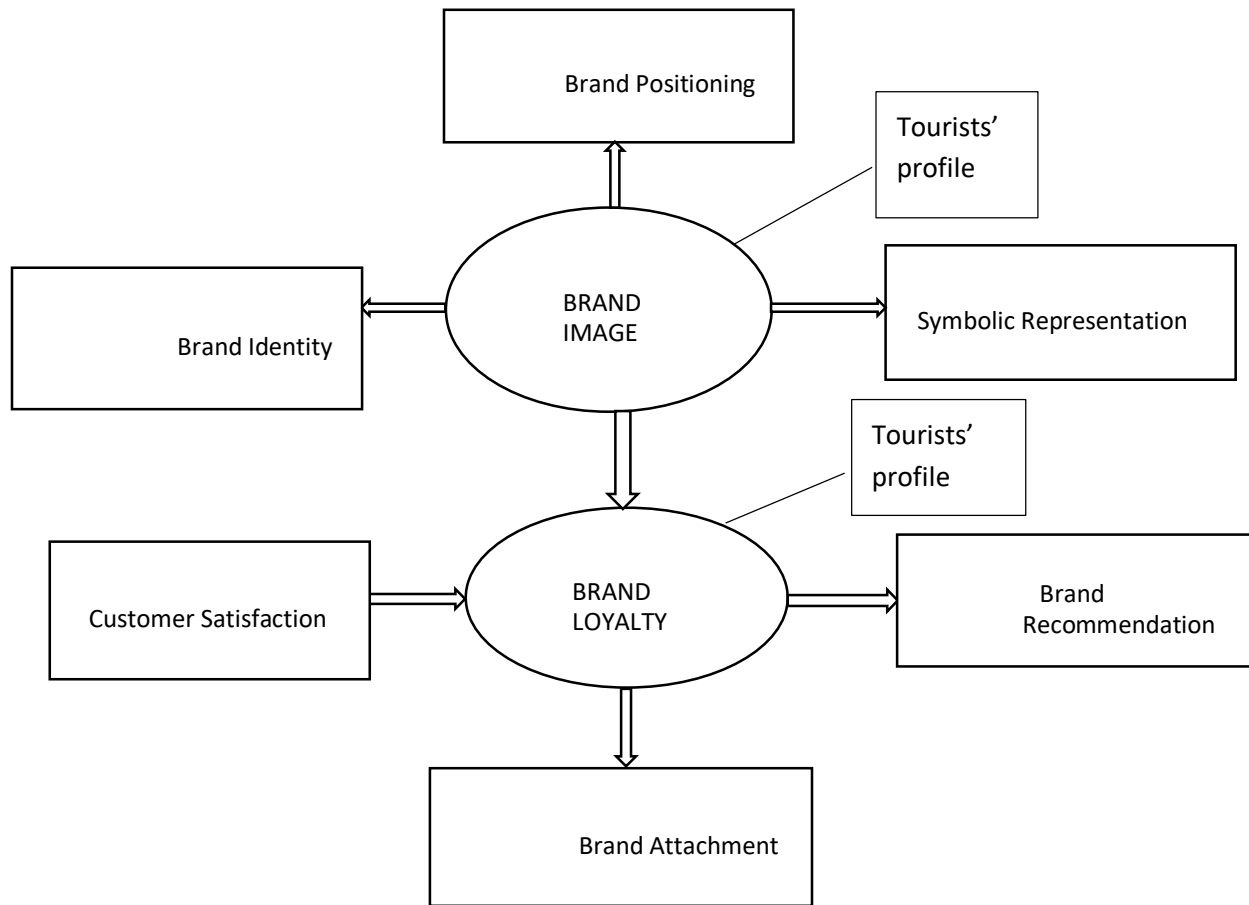 Brand Positioning
Tourists’
profile
BRAND
IMAGE
Symbolic Representation
Brand Identity
Tourists’
profile
BRAND
LOYALTY
Customer Satisfaction
Brand
Recommendation
Brand Attachment